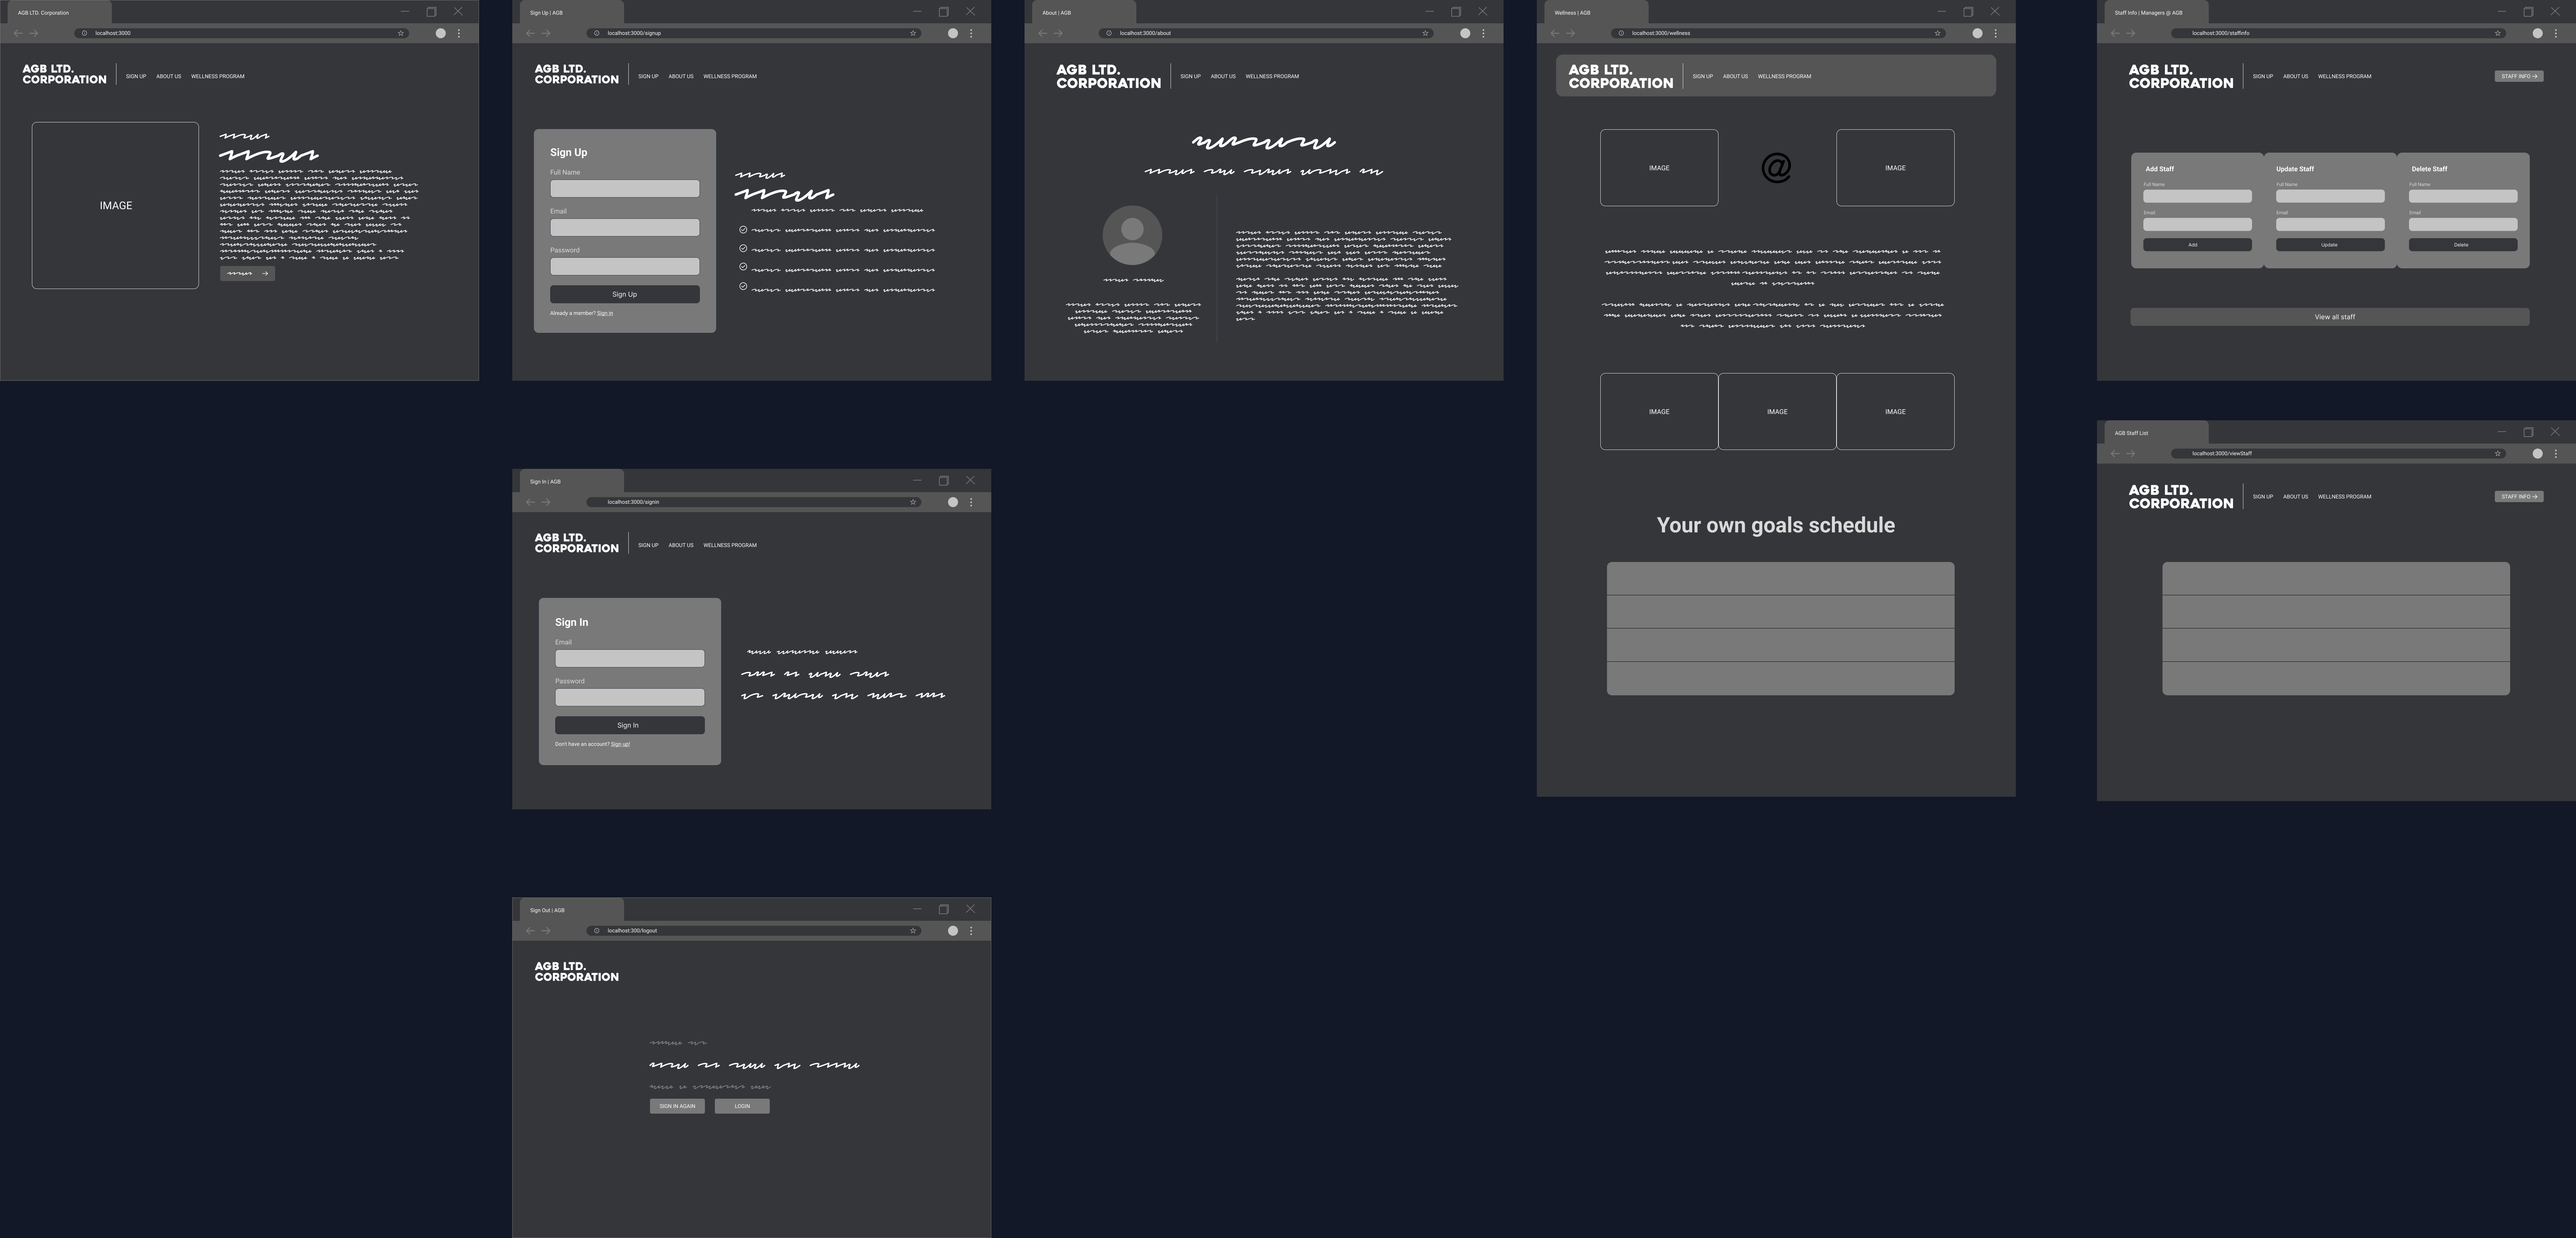 AGB LTD. Corporation
localhost:3000
AGB LTD.
CORPORATION
SIGN UP ABOUT US WELLNESS PROGRAM
IMAGE
Sign Up | AGB
localhost:3000/signup
AGB LTD.
CORPORATION
SIGN UP ABOUT US WELLNESS PROGRAM
Sign Up
Full Name
Email
Password
Sign Up
Already a member? Sign in
About | AGB
localhost:3000/about
AGB LTD.
CORPORATION
SIGN UP ABOUT US WELLNESS PROGRAM
Wellness | AGB
localhost:3000/wellness
AGB LTD.
CORPORATION
SIGN UP ABOUT US WELLNESS PROGRAM
IMAGE @ IMAGE
IMAGE IMAGE IMAGE
Your own goals schedule
Staff Info | Managers @ AGB
localhost:3000/staffinfo
AGB LTD.
CORPORATION
SIGN UP ABOUT US WELLNESS PROGRAM STAFF INFO →
Add Staff Update Staff Delete Staff
Full Name Full Name Full Name
Email Email Email
Add Update Delete
View all staff
Sign In | AGB
localhost:3000/signin
AGB LTD.
CORPORATION
SIGN UP ABOUT US WELLNESS PROGRAM
Sign In
Email
Password
Sign In
Don't have an account? Sign up!
AGB Staff List
localhost:3000/viewStaff
AGB LTD.
CORPORATION
SIGN UP ABOUT US WELLNESS PROGRAM STAFF INFO →
Sign Out | AGB
localhost:300/logout
AGB LTD.
CORPORATION
SIGN IN AGAIN LOGIN